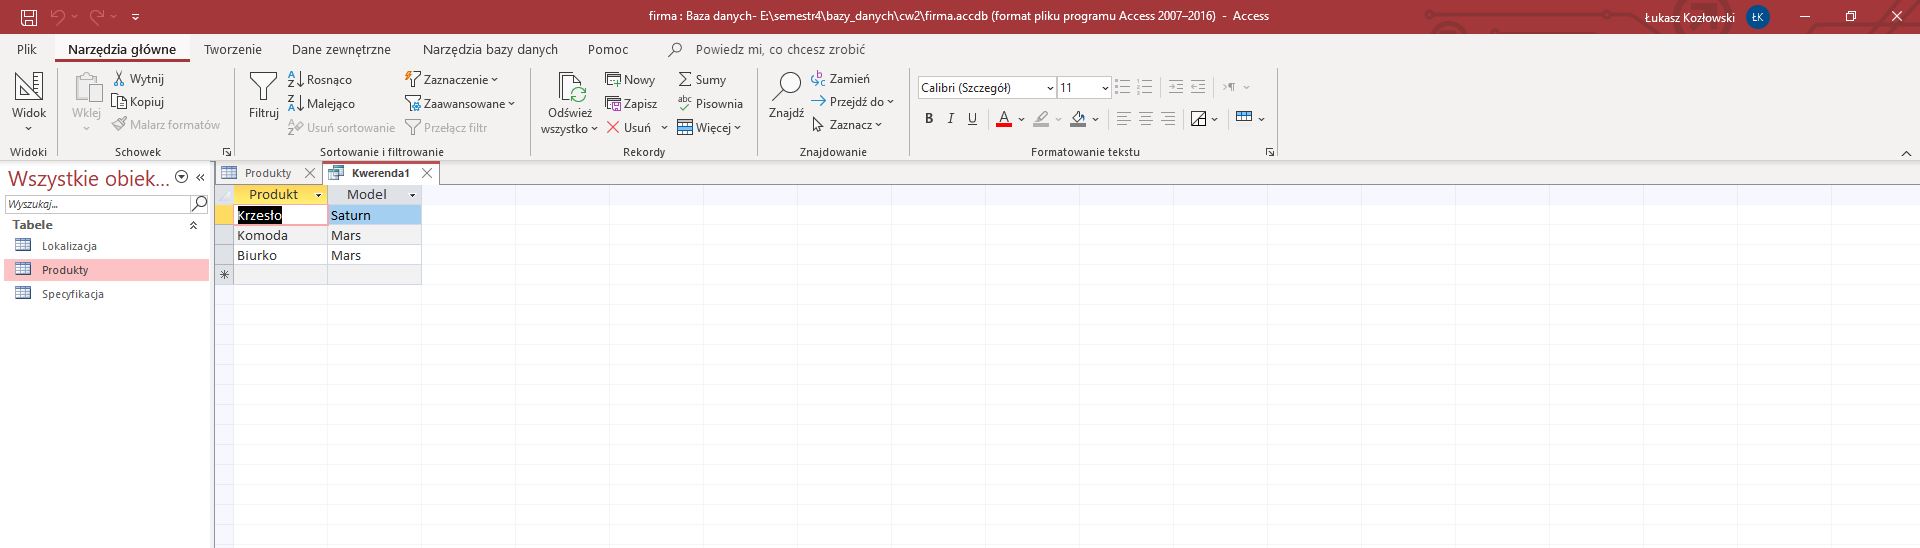 firma : Baza danych- E:\semestr4\bazy_danych\cw2\firma.accdb (format pliku programu Access 2007–2016) - Access
Łukasz Kozłowski ŁK
Plik Narzędzia główne Tworzenie Dane zewnętrzne Narzędzia bazy danych Pomoc Powiedz mi, co chcesz zrobić
Widok
Widoki
Wklej
Wytnij
Kopiuj
Malarz formatów
Schowek
Filtruj
Rosnąco
Malejąco
Usuń sortowanie
Zaznaczenie
Zaawansowane
Przełącz filtr
Sortowanie i filtrowanie
Odśwież
wszystko
Nowy
Zapisz
Usuń
Sumy
Pisownia
Więcej
Rekordy
Znajdź
Zamień
Przejdź do
Zaznacz
Znajdowanie
Calibri (Szczegół) 11
B I U A
Formatowanie tekstu
Wszystkie obiek...
Wyszukaj...
Tabele
Lokalizacja
Produkty
Specyfikacja
Produkty Kwerenda1
Produkt Model
Krzesło Saturn
Komoda Mars
Biurko Mars